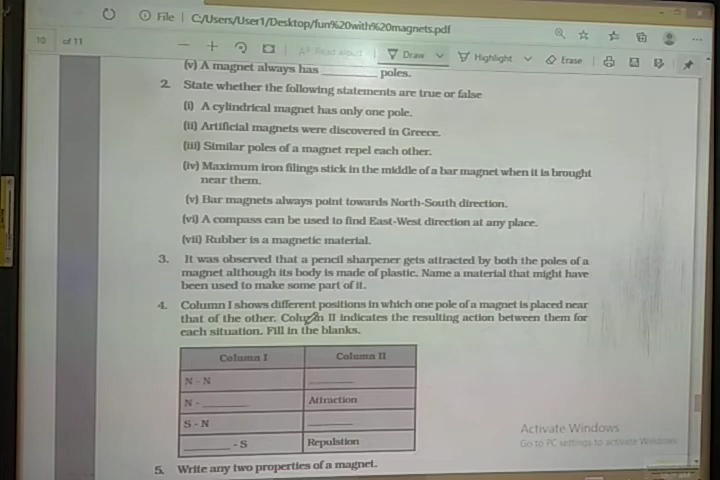 File | C:/Users/User1/Desktop/fun%20with%20magnets.pdf
10 of 11
Read aloud Draw Highlight Erase
(v) A magnet always has ________ poles.
2. State whether the following statements are true or false
(i) A cylindrical magnet has only one pole.
(ii) Artificial magnets were discovered in Greece.
(iii) Similar poles of a magnet repel each other.
(iv) Maximum iron filings stick in the middle of a bar magnet when it is brought
near them.
(v) Bar magnets always point towards North-South direction.
(vi) A compass can be used to find East-West direction at any place.
(vii) Rubber is a magnetic material.
3. It was observed that a pencil sharpener gets attracted by both the poles of a
magnet although its body is made of plastic. Name a material that might have
been used to make some part of it.
4. Column I shows different positions in which one pole of a magnet is placed near
that of the other. Column II indicates the resulting action between them for
each situation. Fill in the blanks.
Column I Column II
N - N ________
N - ________ Attraction
S - N ________
________ - S Repulsion
Activate Windows
Go to PC settings to activate Windows
5. Write any two properties of a magnet.